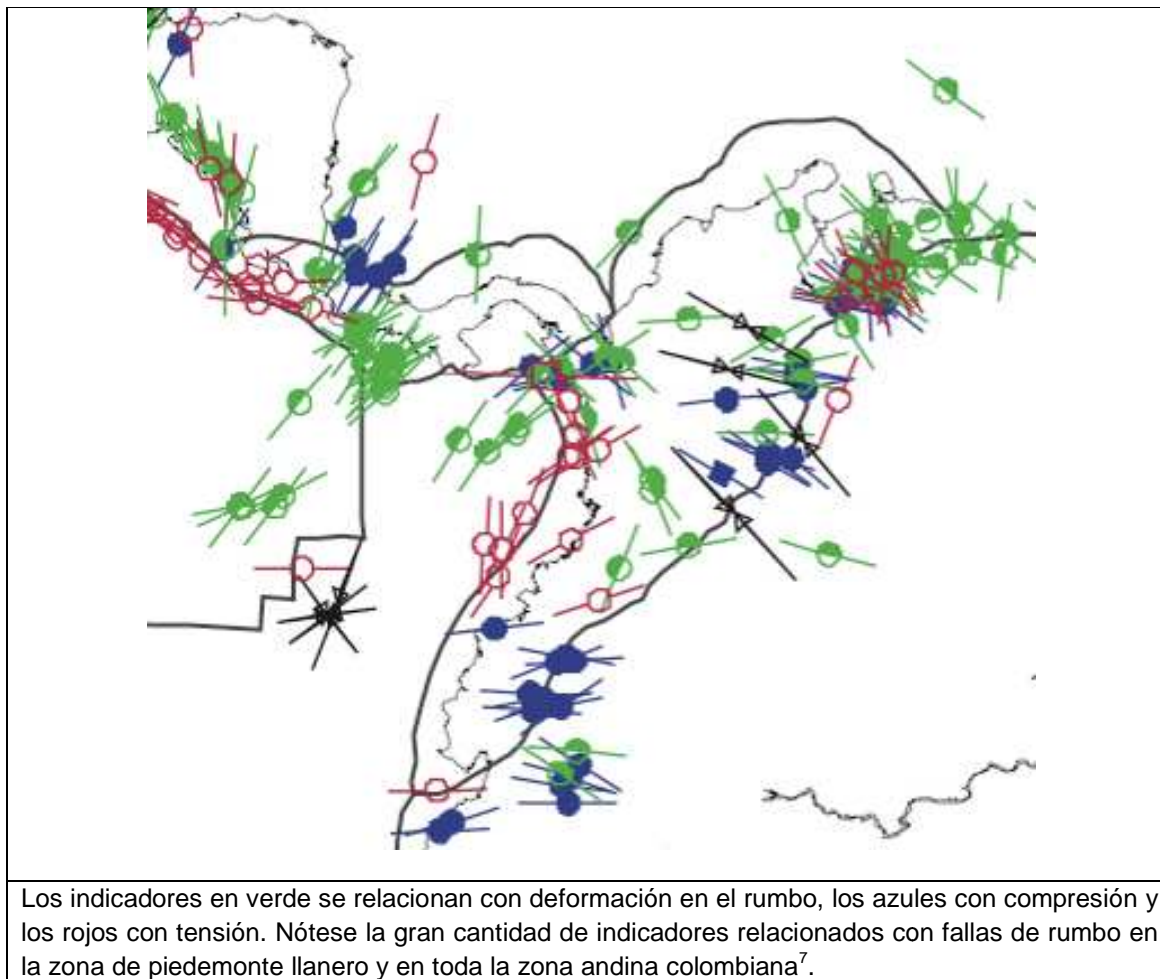 Los indicadores en verde se relacionan con deformación en el rumbo, los azules con compresión y
los rojos con tensión. Nótese la gran cantidad de indicadores relacionados con fallas de rumbo en
la zona de piedemonte llanero y en toda la zona andina colombiana⁷.